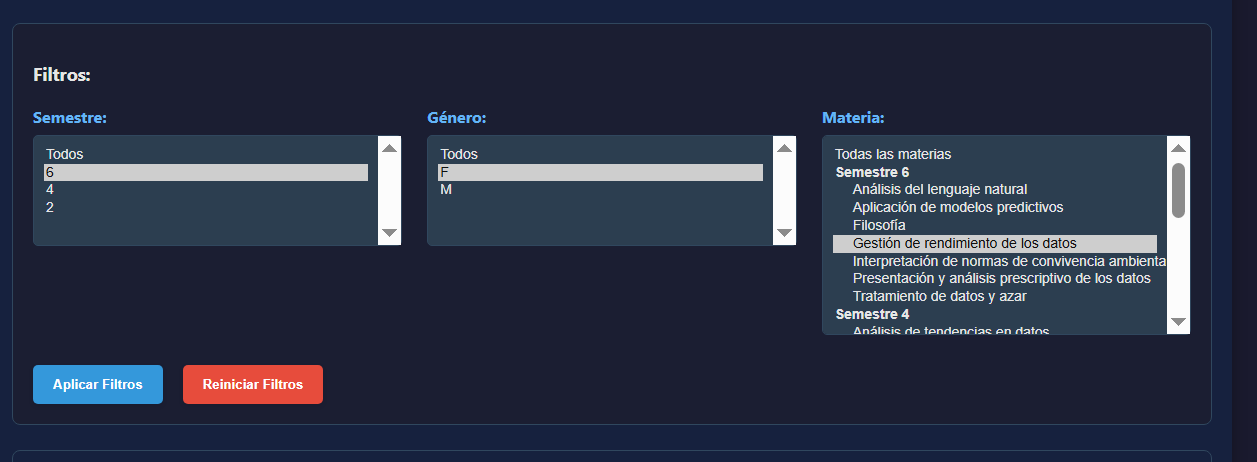 Filtros:
Semestre:
Todos
6
4
2
Género:
Todos
F
M
Materia:
Todas las materias
Semestre 6
Análisis del lenguaje natural
Aplicación de modelos predictivos
Filosofía
Gestión de rendimiento de los datos
Interpretación de normas de convivencia ambienta
Presentación y análisis prescriptivo de los datos
Tratamiento de datos y azar
Semestre 4
Análisis de tendencias en datos
Aplicar Filtros
Reiniciar Filtros